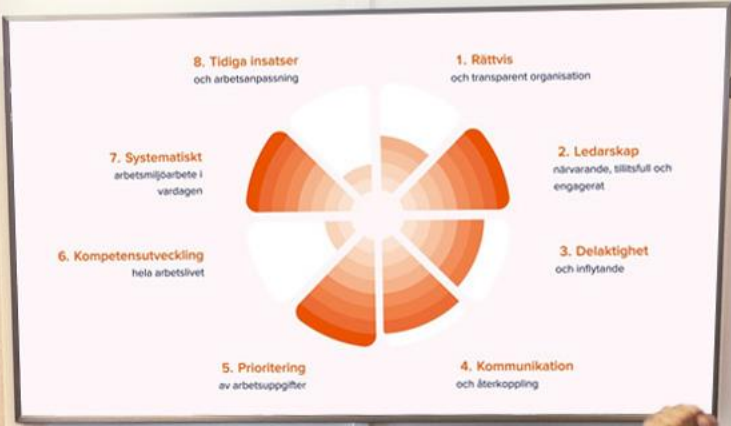 8. Tidiga insatser
och arbetsanpassning
1. Rättvis
och transparent organisation
7. Systematiskt
arbetsmiljöarbete i
vardagen
2. Ledarskap
närvarande, tillitsfull och
engagerat
6. Kompetensutveckling
hela arbetslivet
3. Delaktighet
och inflytande
5. Prioritering
av arbetsuppgifter
4. Kommunikation
och återkoppling